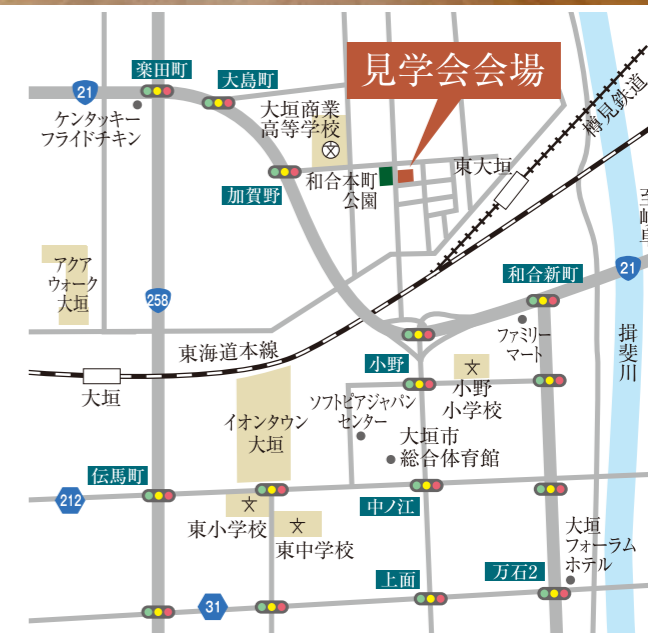 楽田町
大島町
見学会会場
21
ケンタッキー
フライドチキン
大垣商業
高等学校
樽見鉄道
加賀野
和合本町
公園
東大垣
アクア
ウォーク
大垣
258
和合新町
21
東海道本線
ファミリー
マート
揖斐川
小野
大垣
小野
小学校
イオンタウン
大垣
ソフトピアジャパン
センター
大垣市
総合体育館
伝馬町
212
中ノ江
東小学校
東中学校
大垣
フォーラム
ホテル
上面
万石2
31